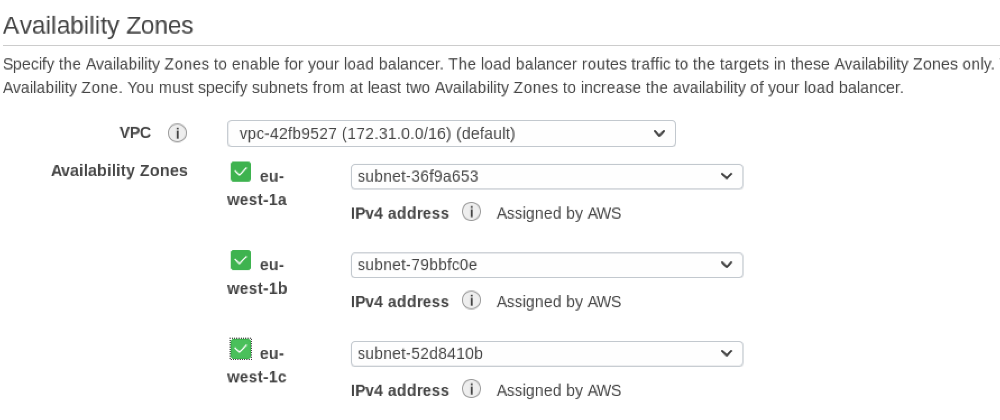 Availability Zones
Specify the Availability Zones to enable for your load balancer. The load balancer routes traffic to the targets in these Availability Zones only.
Availability Zone. You must specify subnets from at least two Availability Zones to increase the availability of your load balancer.
VPC i vpc-42fb9527 (172.31.0.0/16) (default)
Availability Zones eu- subnet-36f9a653
west-1a
IPv4 address i Assigned by AWS
eu- subnet-79bbfc0e
west-1b
IPv4 address i Assigned by AWS
eu- subnet-52d8410b
west-1c
IPv4 address i Assigned by AWS